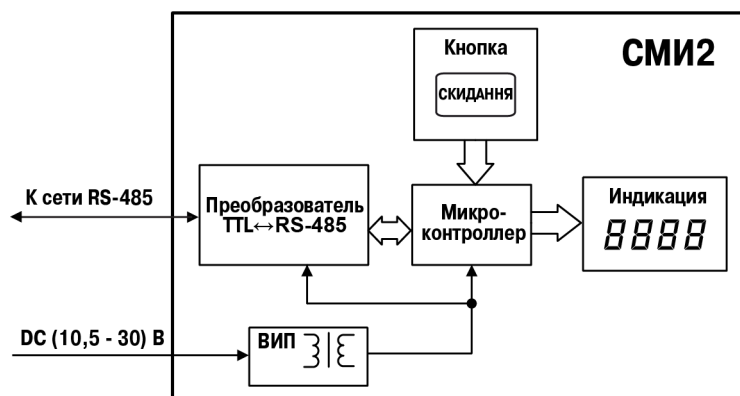 СМИ2
Кнопка
СКИДАННЯ
К сети RS-485
Преобразователь
TTL↔RS-485
Микро-
контроллер
Индикация
8888
DC (10,5 - 30) В
ВИП